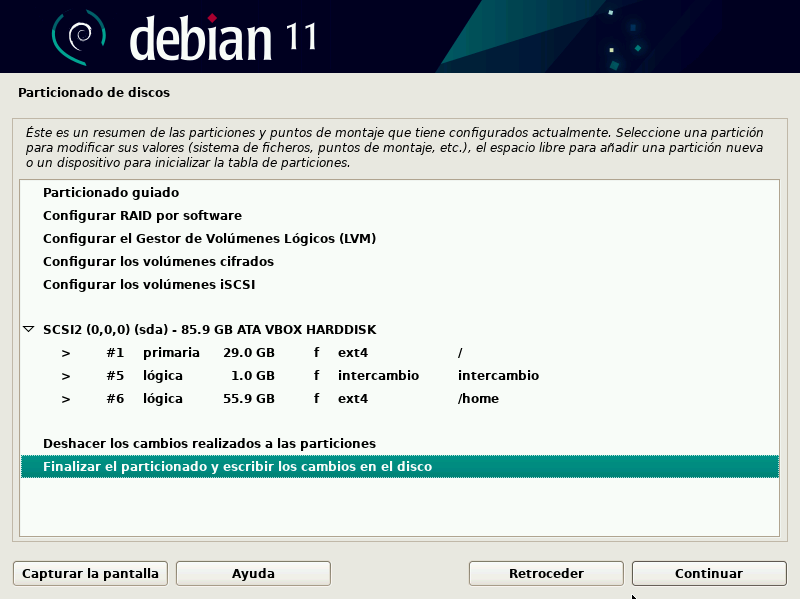 debian 11
Particionado de discos
Éste es un resumen de las particiones y puntos de montaje que tiene configurados actualmente. Seleccione una partición
para modificar sus valores (sistema de ficheros, puntos de montaje, etc.), el espacio libre para añadir una partición nueva
o un dispositivo para inicializar la tabla de particiones.
Particionado guiado
Configurar RAID por software
Configurar el Gestor de Volúmenes Lógicos (LVM)
Configurar los volúmenes cifrados
Configurar los volúmenes iSCSI
SCSI2 (0,0,0) (sda) - 85.9 GB ATA VBOX HARDDISK
> #1 primaria 29.0 GB f ext4 /
> #5 lógica 1.0 GB f intercambio intercambio
> #6 lógica 55.9 GB f ext4 /home
Deshacer los cambios realizados a las particiones
Finalizar el particionado y escribir los cambios en el disco
Capturar la pantalla Ayuda Retroceder Continuar